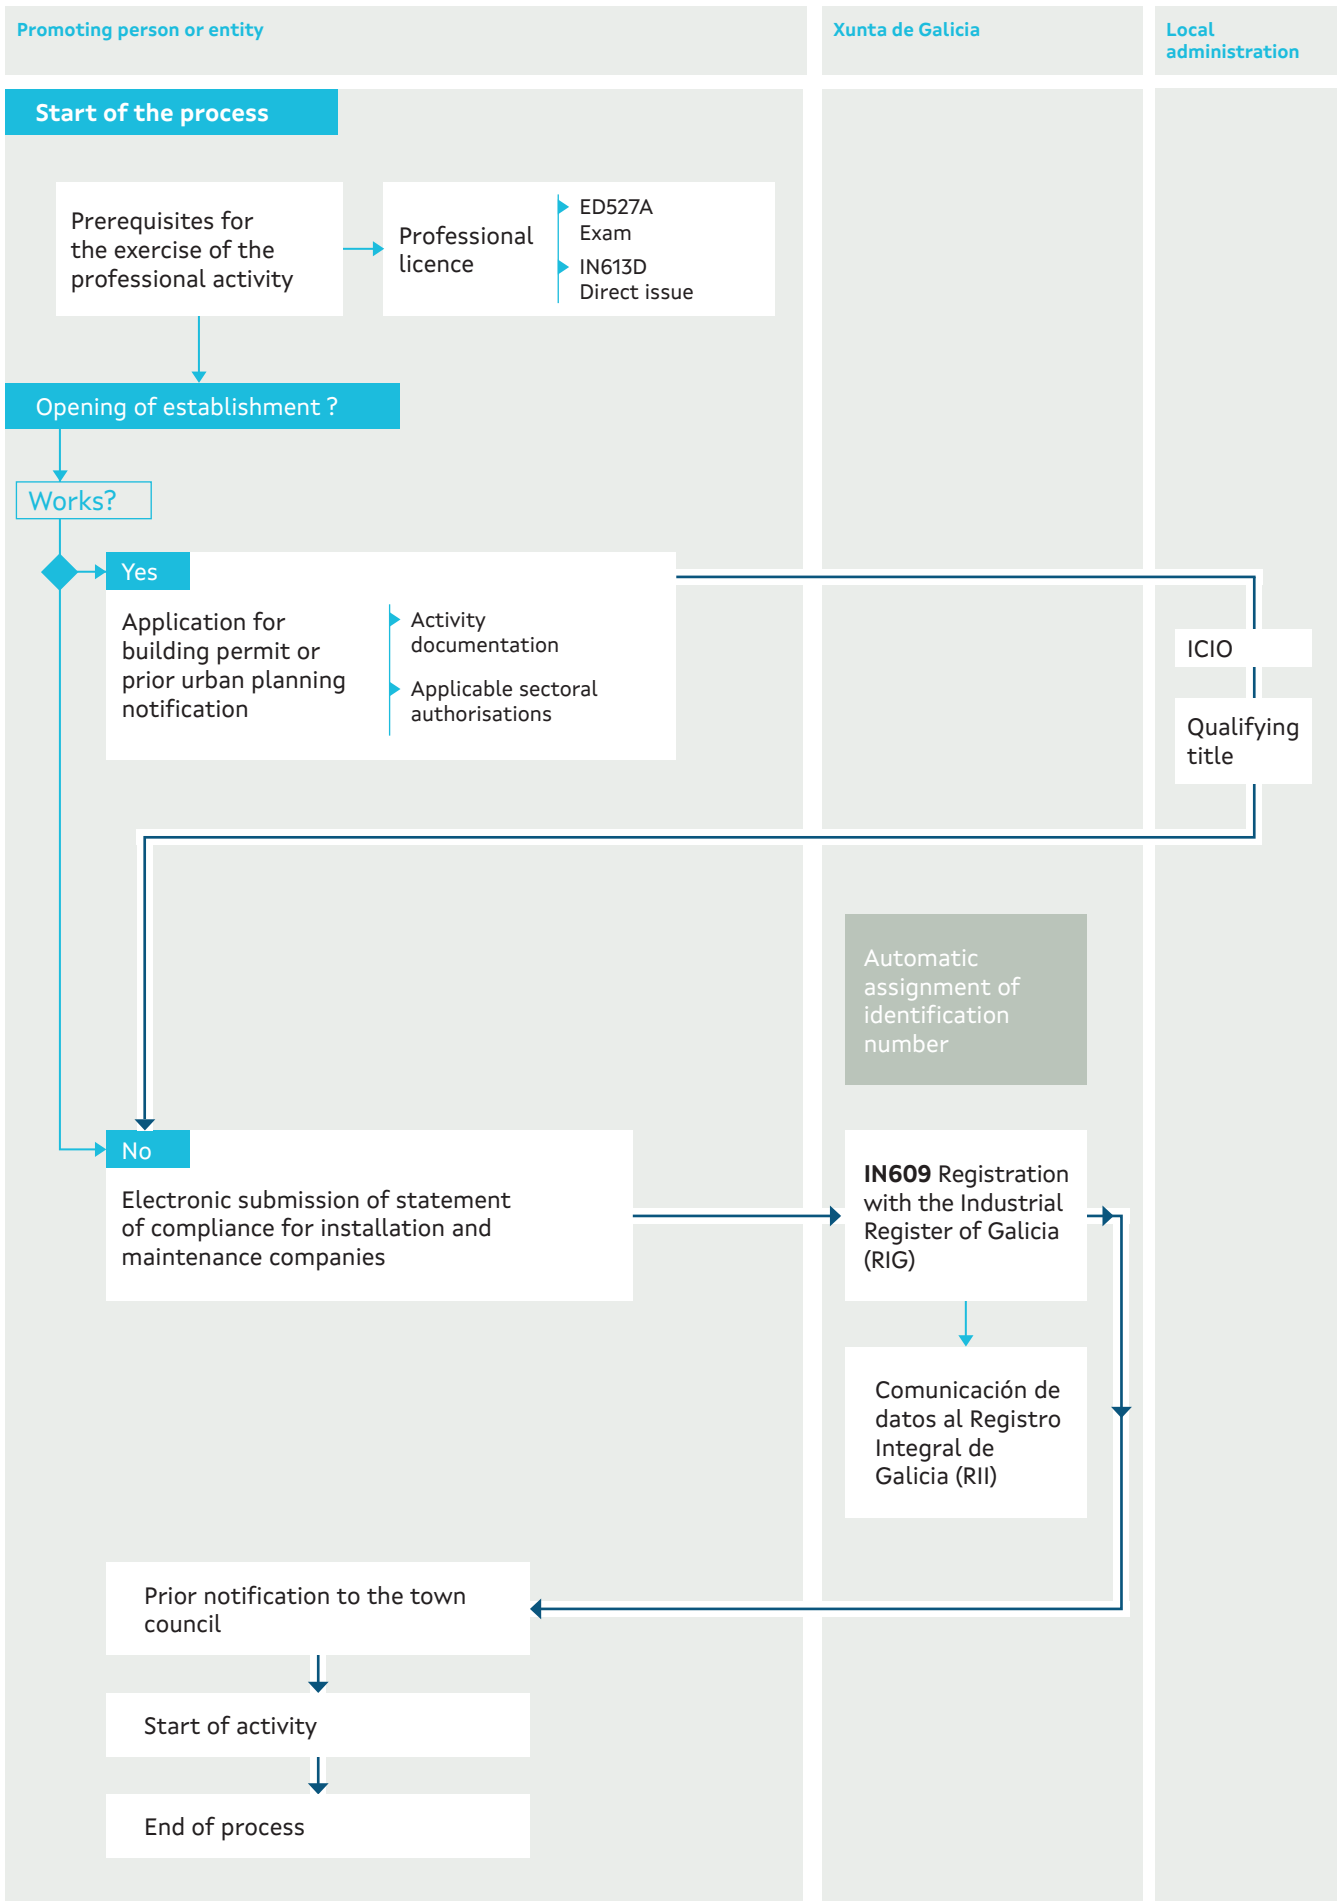 Promoting person or entity
Xunta de Galicia
Local
administration
Start of the process
Prerequisites for
the exercise of the
professional activity
Professional
licence
ED527A
Exam
IN613D
Direct issue
Opening of establishment ?
Works?
Yes
Application for
building permit or
prior urban planning
notification
Activity
documentation
Applicable sectoral
authorisations
ICIO
Qualifying
title
Automatic
assignment of
identification
number
No
Electronic submission of statement
of compliance for installation and
maintenance companies
IN609 Registration
with the Industrial
Register of Galicia
(RIG)
Comunicación de
datos al Registro
Integral de
Galicia (RII)
Prior notification to the town
council
Start of activity
End of process